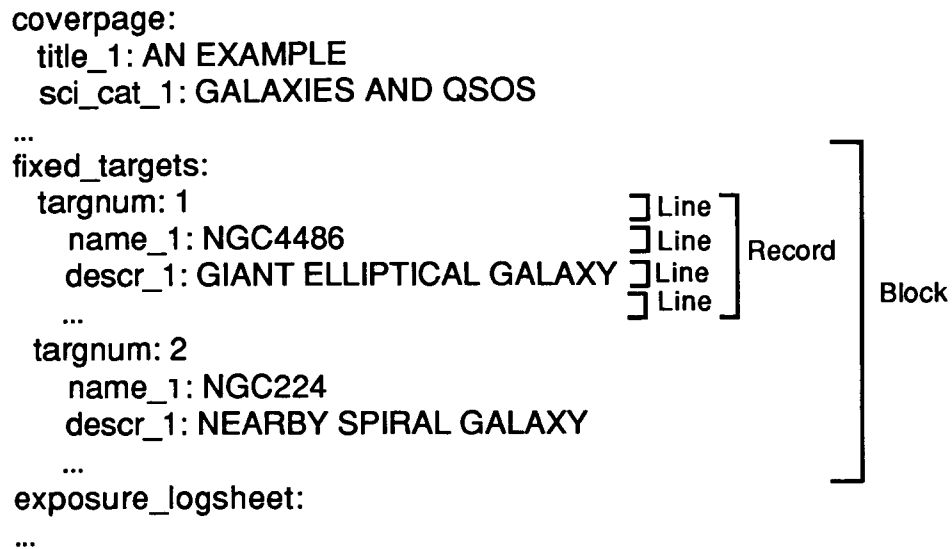 coverpage:
title_1: AN EXAMPLE
sci_cat_1: GALAXIES AND QSOS
...
fixed_targets:
targnum: 1 Line
name_1: NGC4486 Line
Record
descr_1: GIANT ELLIPTICAL GALAXY Line
Block
... Line
targnum: 2
name_1: NGC224
descr_1: NEARBY SPIRAL GALAXY
...
exposure_logsheet:
...